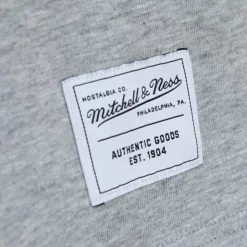 NOSTALGIA CO.
Mitchell & Ness
PHILADELPHIA, PA.
AUTHENTIC GOODS
EST. 1904